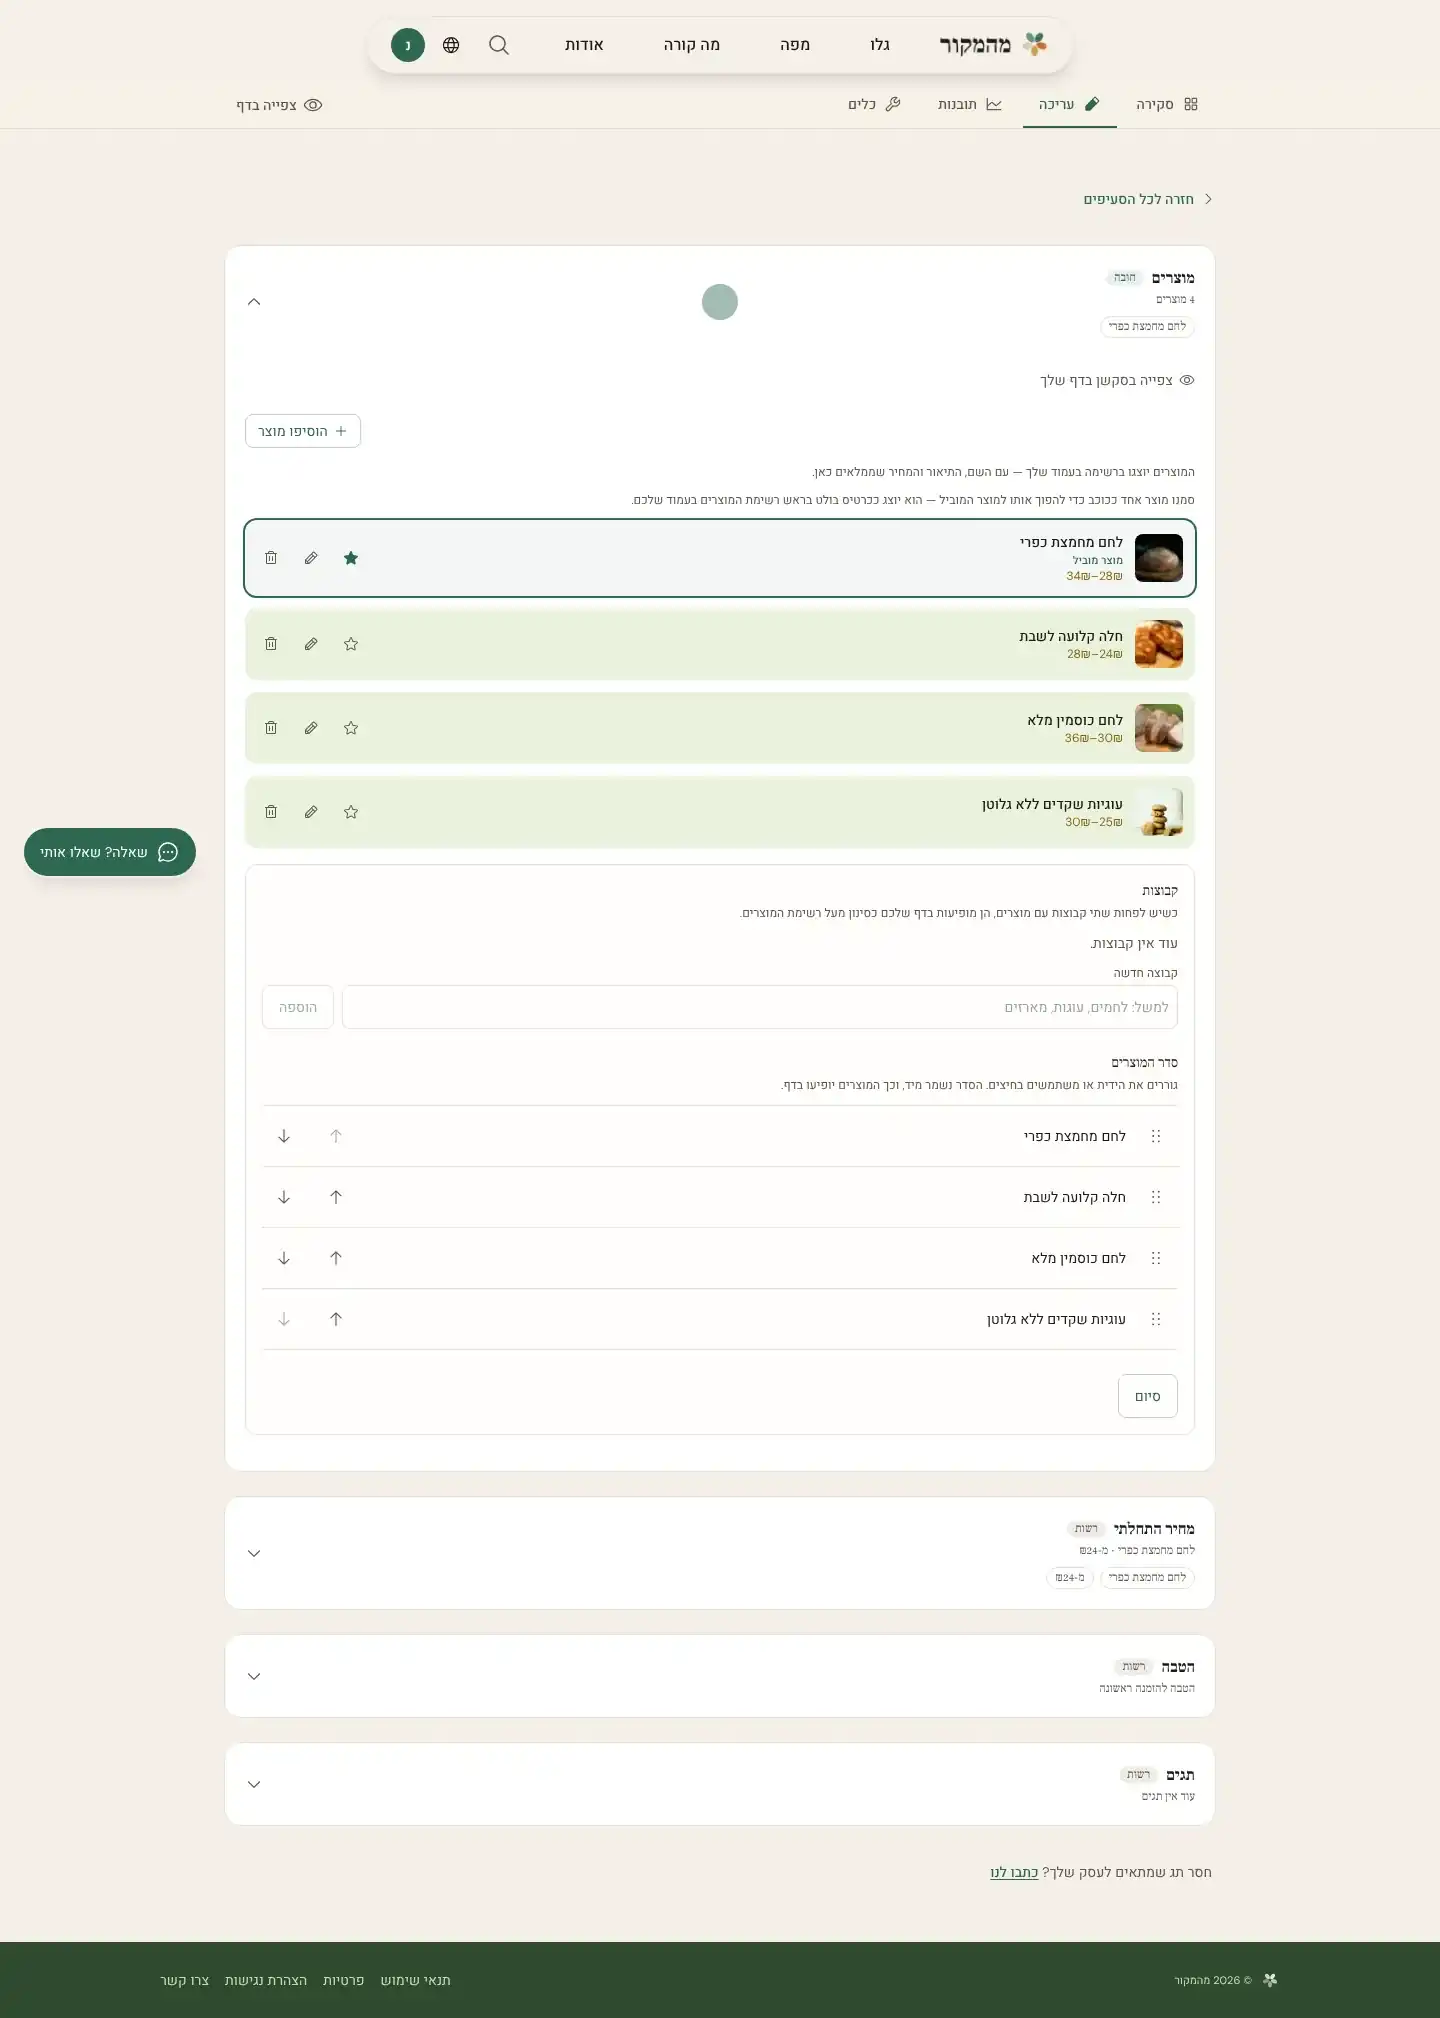 מהמקור
גלו
מפה
מה קורה
אודות
נ
סקירה
עריכה
תובנות
כלים
צפייה בדף
חזרה לכל הסעיפים
מוצרים חובה
4 מוצרים
לחם מחמצת כפרי
צפייה בסקשן בדף שלך
הוסיפו מוצר
המוצרים יוצגו ברשימה בעמוד שלך — עם השם, התיאור והמחיר שממלאים כאן.
סמנו מוצר אחד ככוכב כדי להפוך אותו למוצר המוביל — הוא יוצג ככרטיס בולט בראש רשימת המוצרים בעמוד שלכם.
לחם מחמצת כפרי
מוצר מוביל
₪28–₪34
חלה קלועה לשבת
₪24–₪28
לחם כוסמין מלא
₪30–₪36
עוגיות שקדים ללא גלוטן
₪25–₪30
שאלה? שאלו אותי
קבוצות
כשיש לפחות שתי קבוצות עם מוצרים, הן מופיעות בדף שלכם כסינון מעל רשימת המוצרים.
עוד אין קבוצות.
קבוצה חדשה
למשל: לחמים, עוגות, מארזים
הוספה
סדר המוצרים
גוררים את הידית או משתמשים בחיצים. הסדר נשמר מיד, וכך המוצרים יופיעו בדף.
לחם מחמצת כפרי
חלה קלועה לשבת
לחם כוסמין מלא
עוגיות שקדים ללא גלוטן
סיום
מחיר התחלתי רשות
לחם מחמצת כפרי · מ-₪24
לחם מחמצת כפרי
מ-₪24
הטבה רשות
הטבה להזמנה ראשונה
תגים רשות
עוד אין תגים
חסר תג שמתאים לעסק שלך? כתבו לנו
© 2026 מהמקור
תנאי שימוש
פרטיות
הצהרת נגישות
צרו קשר